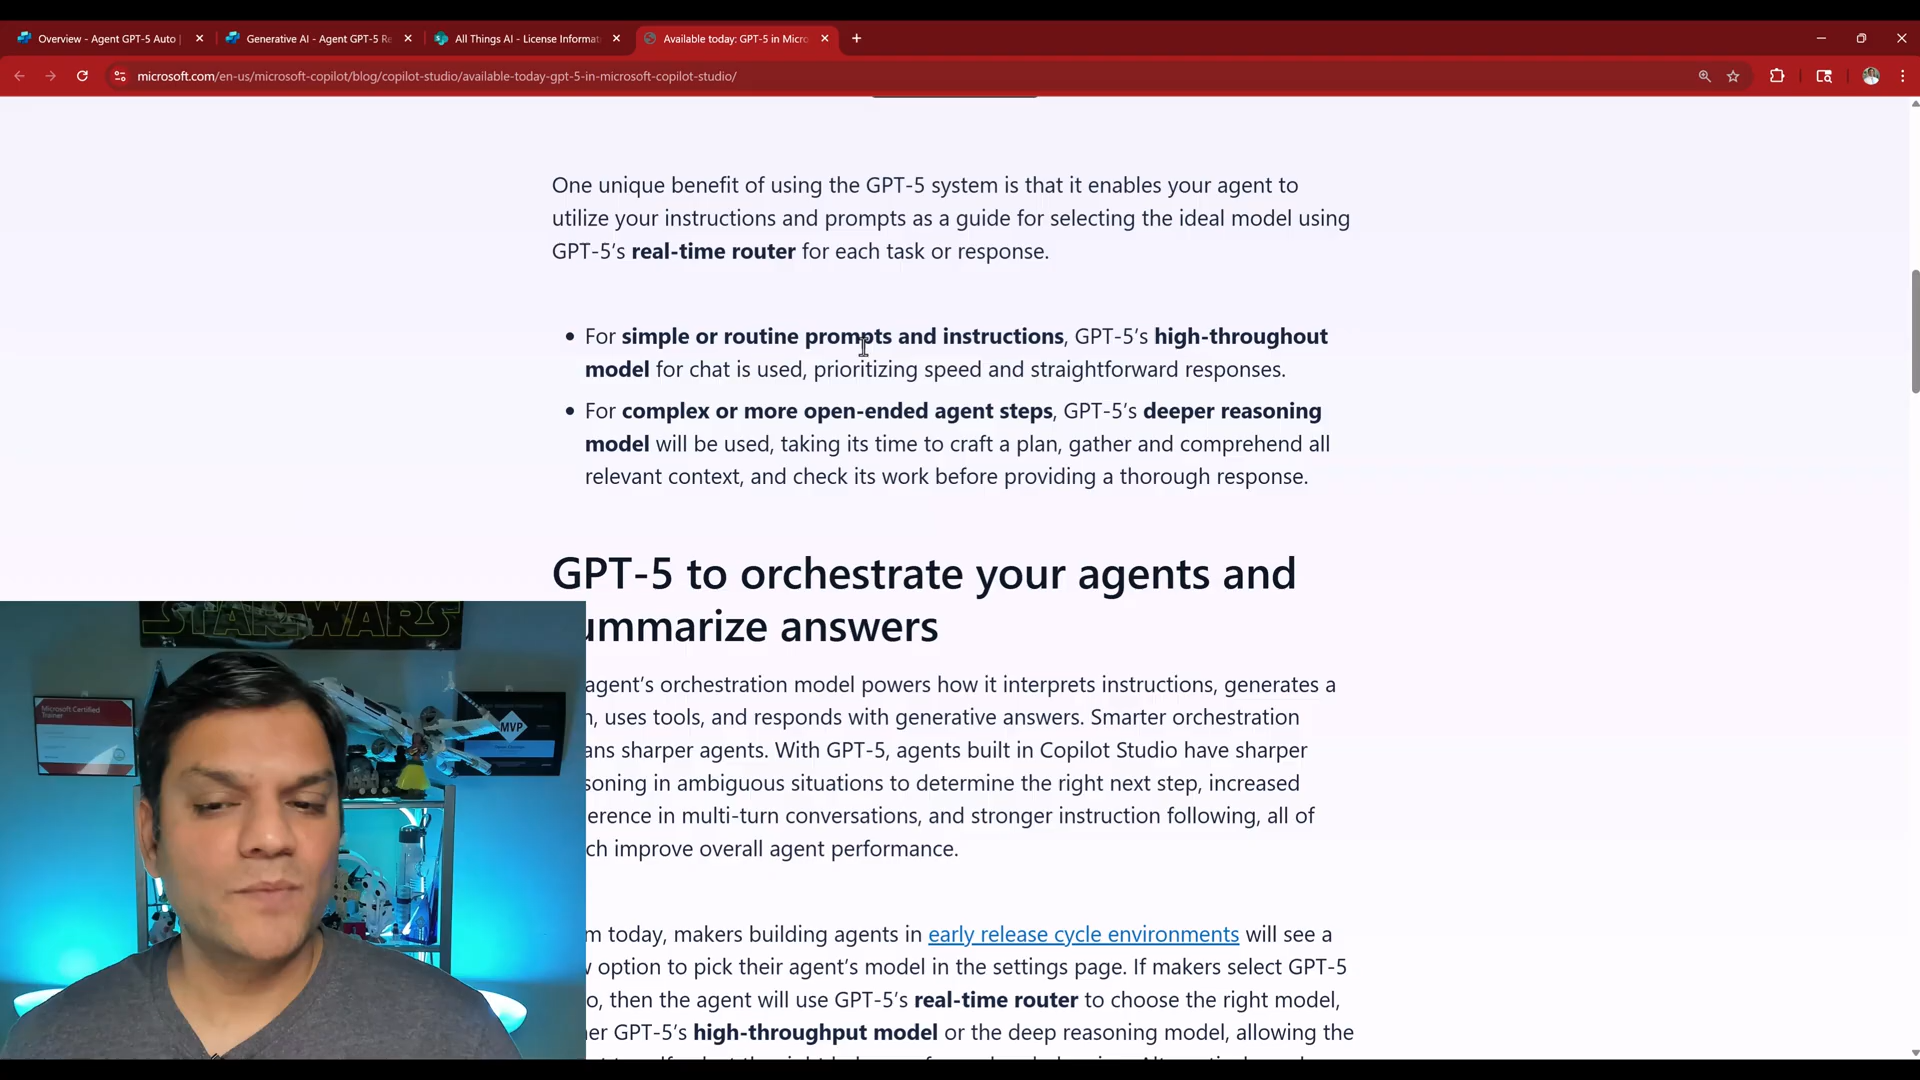 Overview - Agent GPT-5 Auto
Generative AI - Agent GPT-5 Re
All Things AI - License Informat
Available today: GPT-5 in Micro
microsoft.com/en-us/microsoft-copilot/blog/copilot-studio/available-today-gpt-5-in-microsoft-copilot-studio/
One unique benefit of using the GPT-5 system is that it enables your agent to
utilize your instructions and prompts as a guide for selecting the ideal model using
GPT-5's real-time router for each task or response.
• For simple or routine prompts and instructions, GPT-5's high-throughout
model for chat is used, prioritizing speed and straightforward responses.
• For complex or more open-ended agent steps, GPT-5's deeper reasoning
model will be used, taking its time to craft a plan, gather and comprehend all
relevant context, and check its work before providing a thorough response.
GPT-5 to orchestrate your agents and
ummarize answers
agent's orchestration model powers how it interprets instructions, generates a
n, uses tools, and responds with generative answers. Smarter orchestration
ans sharper agents. With GPT-5, agents built in Copilot Studio have sharper
soning in ambiguous situations to determine the right next step, increased
erence in multi-turn conversations, and stronger instruction following, all of
ch improve overall agent performance.
m today, makers building agents in early release cycle environments will see a
w option to pick their agent's model in the settings page. If makers select GPT-5
o, then the agent will use GPT-5's real-time router to choose the right model,
er GPT-5's high-throughput model or the deep reasoning model, allowing the
STAR WARS
Microsoft Certified
Trainer
MVP